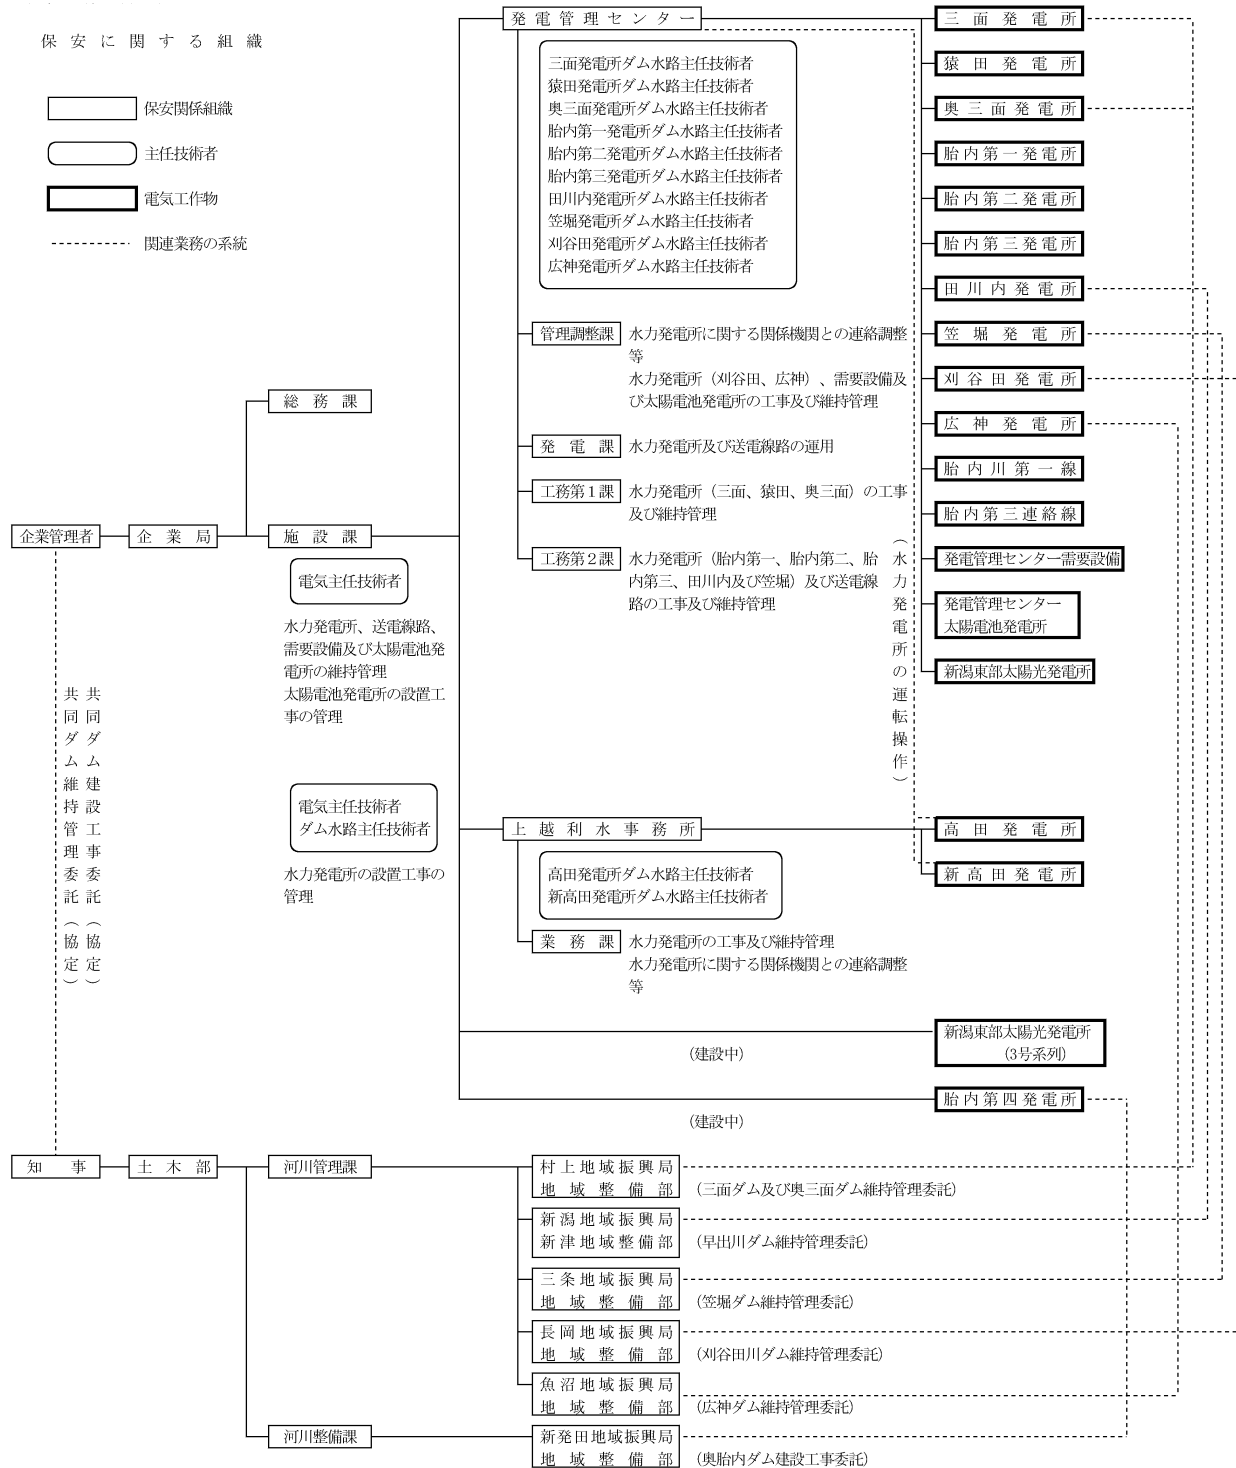 保安に関する組織
保安関係組織
主任技術者
電気工作物
関連業務の系統
企業管理者
企業局
総務課
施設課
電気主任技術者
水力発電所、送電線路、
需要設備及び太陽電池発
電所の維持管理
太陽電池発電所の設置工
事の管理
電気主任技術者
ダム水路主任技術者
水力発電所の設置工事の
管理
共同ダム建設工事委託（協定）
共同ダム維持管理委託（協定）
発電管理センター
三面発電所ダム水路主任技術者
猿田発電所ダム水路主任技術者
奥三面発電所ダム水路主任技術者
胎内第一発電所ダム水路主任技術者
胎内第二発電所ダム水路主任技術者
胎内第三発電所ダム水路主任技術者
田川内発電所ダム水路主任技術者
笠堀発電所ダム水路主任技術者
刈谷田発電所ダム水路主任技術者
広神発電所ダム水路主任技術者
管理調整課
水力発電所に関する関係機関との連絡調整
等
水力発電所（刈谷田、広神）、需要設備及
び太陽電池発電所の工事及び維持管理
発電課
水力発電所及び送電線路の運用
工務第１課
水力発電所（三面、猿田、奥三面）の工事
及び維持管理
工務第２課
水力発電所（胎内第一、胎内第二、胎
内第三、田川内及び笠堀）及び送電線
路の工事及び維持管理
（水力発電所の運転操作）
三面発電所
猿田発電所
奥三面発電所
胎内第一発電所
胎内第二発電所
胎内第三発電所
田川内発電所
笠堀発電所
刈谷田発電所
広神発電所
胎内川第一線
胎内第三連絡線
発電管理センター需要設備
発電管理センター
太陽電池発電所
新潟東部太陽光発電所
上越利水事務所
高田発電所ダム水路主任技術者
新高田発電所ダム水路主任技術者
業務課
水力発電所の工事及び維持管理
水力発電所に関する関係機関との連絡調整
等
高田発電所
新高田発電所
新潟東部太陽光発電所
（3号系列）
（建設中）
胎内第四発電所
（建設中）
知事
土木部
河川管理課
村上地域振興局
地域整備部
（三面ダム及び奥三面ダム維持管理委託）
新潟地域振興局
新津地域整備部
（早出川ダム維持管理委託）
三条地域振興局
地域整備部
（笠堀ダム維持管理委託）
長岡地域振興局
地域整備部
（刈谷田川ダム維持管理委託）
魚沼地域振興局
地域整備部
（広神ダム維持管理委託）
河川整備課
新発田地域振興局
地域整備部
（奥胎内ダム建設工事委託）